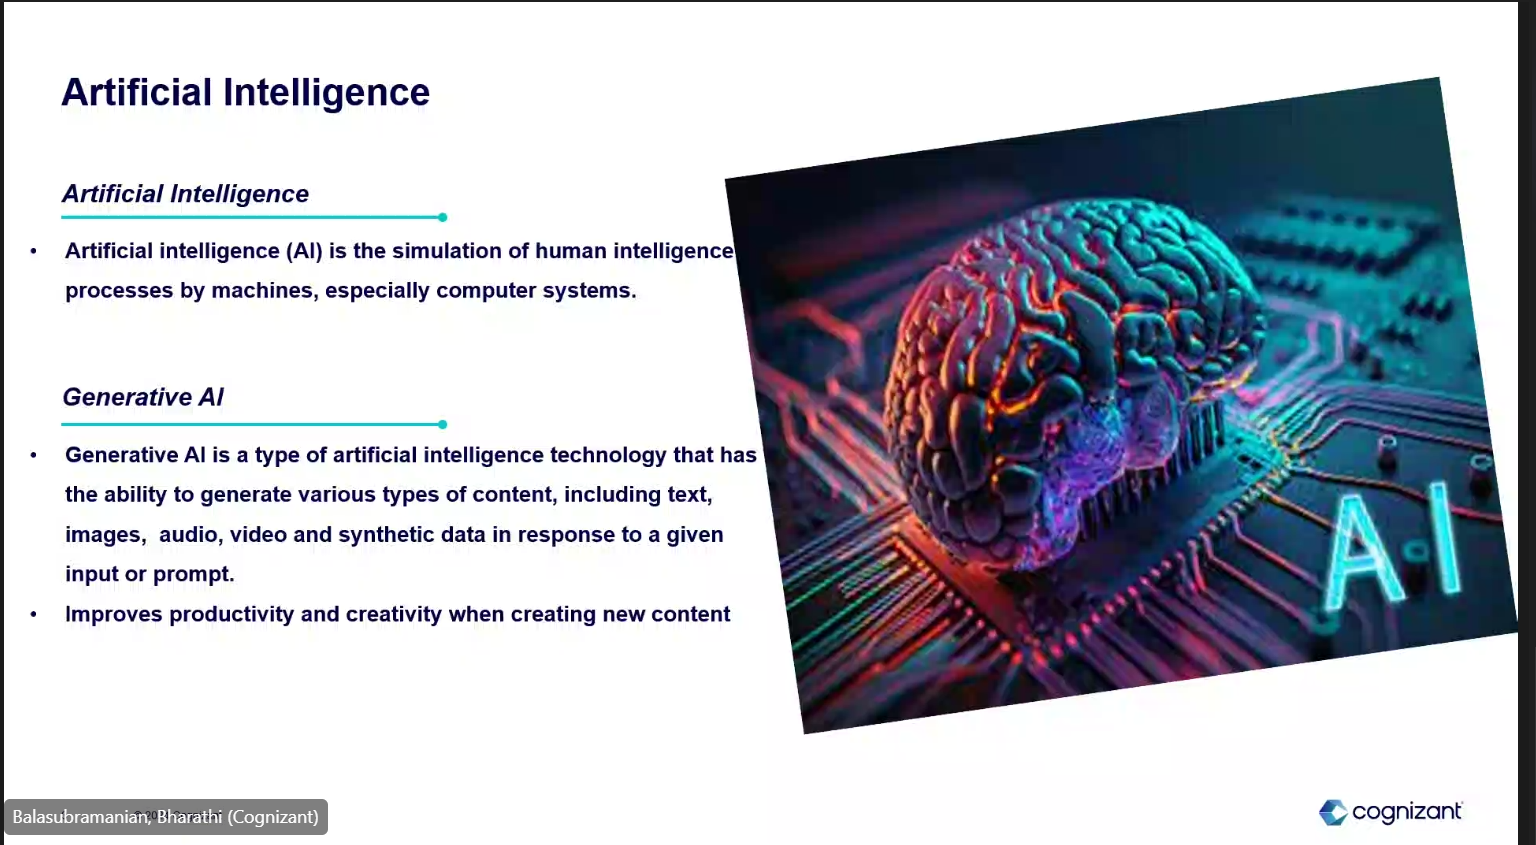 Artificial Intelligence
Artificial Intelligence
• Artificial intelligence (AI) is the simulation of human intelligence
processes by machines, especially computer systems.
Generative AI
• Generative AI is a type of artificial intelligence technology that has
the ability to generate various types of content, including text,
images, audio, video and synthetic data in response to a given
input or prompt.
• Improves productivity and creativity when creating new content
AI
Balasubramanian, Bharathi (Cognizant)
cognizant